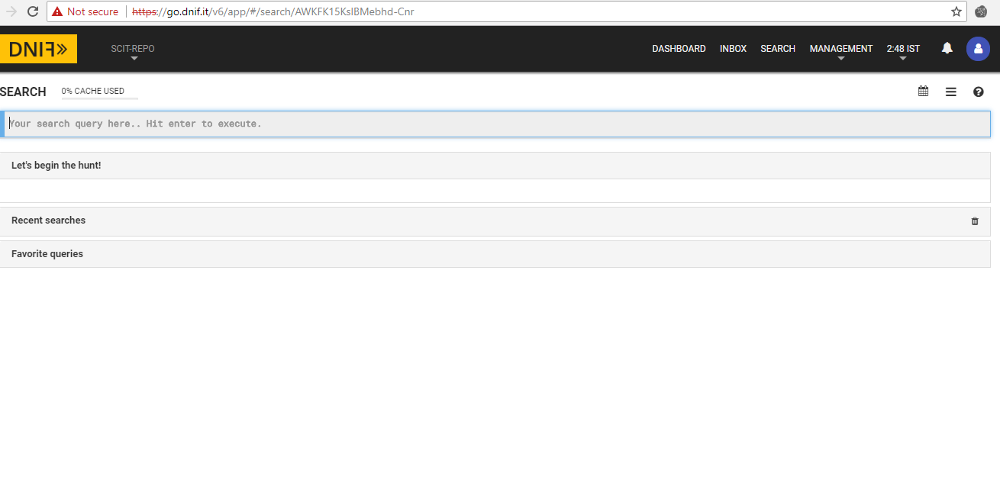 Not secure https://go.dnif.it/v6/app/#/search/AWKFK15KslBMebhd-Cnr
DNIF» SCIT-REPO DASHBOARD INBOX SEARCH MANAGEMENT 2:48 IST
SEARCH 0% CACHE USED
Your search query here.. Hit enter to execute.
Let's begin the hunt!
Recent searches
Favorite queries